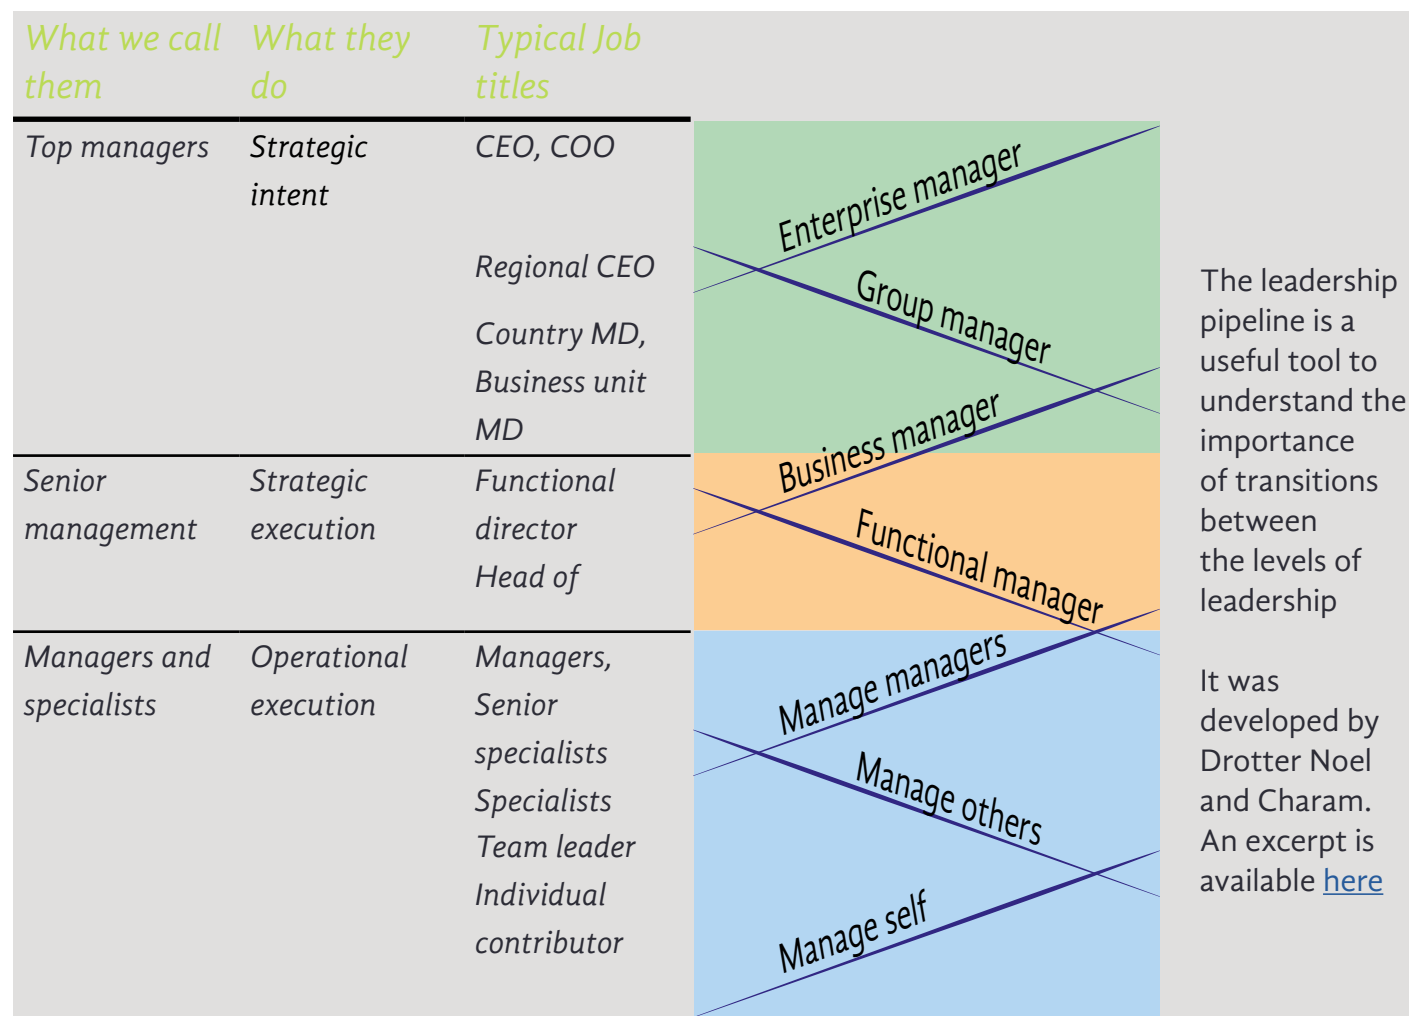 What we call
them
What they
do
Typical Job
titles
Top managers
Strategic
intent
CEO, COO
Regional CEO
Country MD,
Business unit
MD
Senior
management
Strategic
execution
Functional
director
Head of
Managers and
specialists
Operational
execution
Managers,
Senior
specialists
Specialists
Team leader
Individual
contributor
Enterprise manager
Group manager
Business manager
Functional manager
Manage managers
Manage others
Manage self
The leadership
pipeline is a
useful tool to
understand the
importance
of transitions
between
the levels of
leadership
It was
developed by
Drotter Noel
and Charam.
An excerpt is
available here